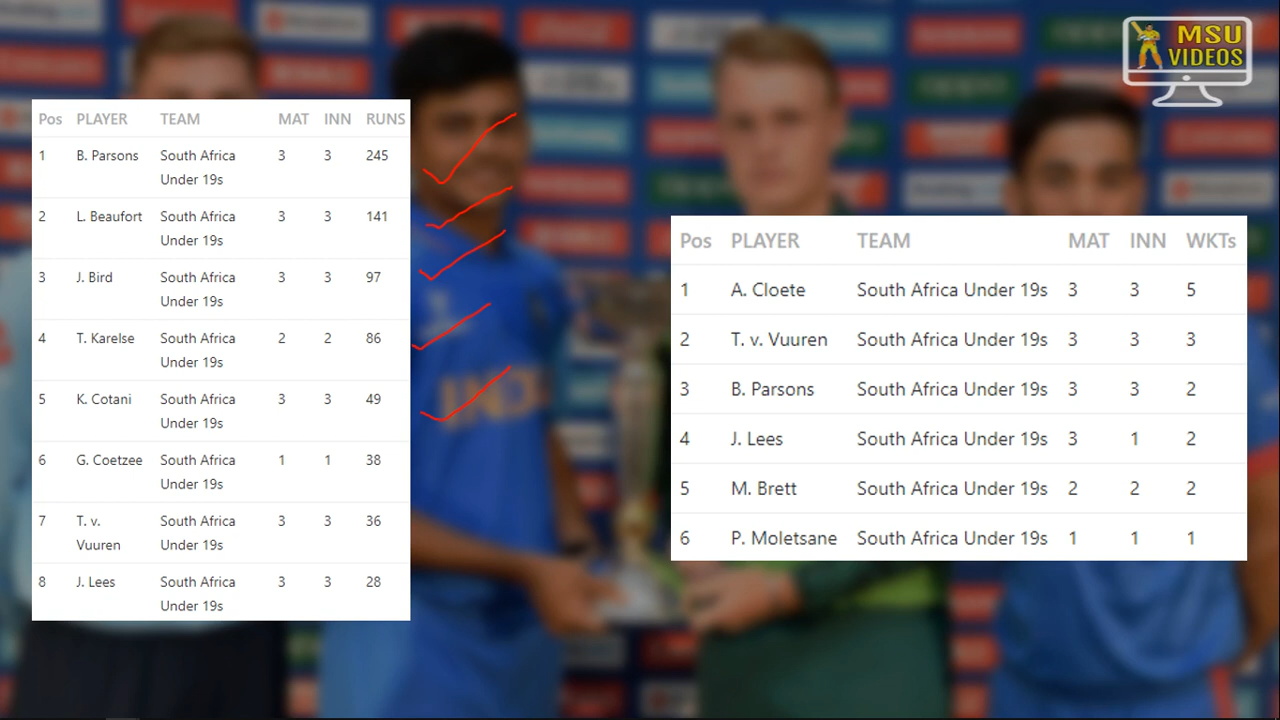 MSU
VIDEOS
Pos PLAYER TEAM MAT INN RUNS
1 B. Parsons South Africa 3 3 245
Under 19s
2 L. Beaufort South Africa 3 3 141
Under 19s
3 J. Bird South Africa 3 3 97
Under 19s
4 T. Karelse South Africa 2 2 86
Under 19s
5 K. Cotani South Africa 3 3 49
Under 19s
6 G. Coetzee South Africa 1 1 38
Under 19s
7 T. v. South Africa 3 3 36
Vuuren Under 19s
8 J. Lees South Africa 3 3 28
Under 19s
Pos PLAYER TEAM MAT INN WKTs
1 A. Cloete South Africa Under 19s 3 3 5
2 T. v. Vuuren South Africa Under 19s 3 3 3
3 B. Parsons South Africa Under 19s 3 3 2
4 J. Lees South Africa Under 19s 3 1 2
5 M. Brett South Africa Under 19s 2 2 2
6 P. Moletsane South Africa Under 19s 1 1 1